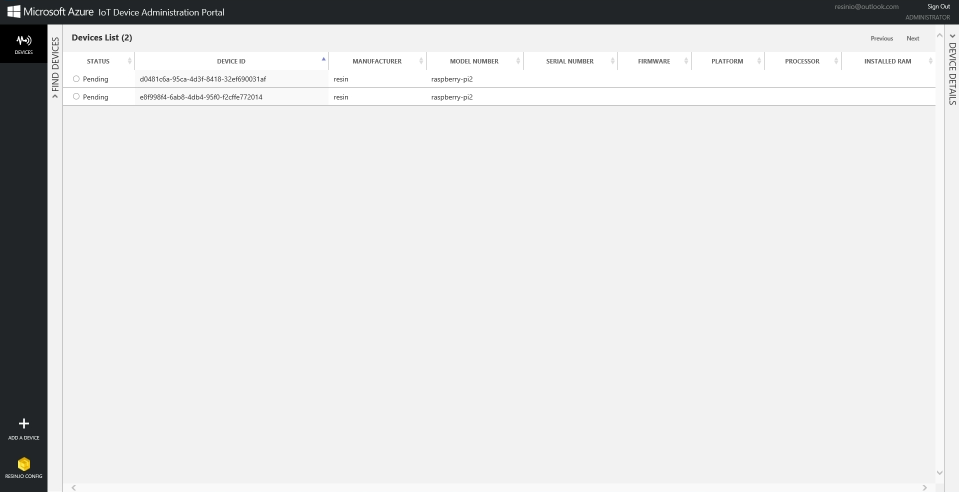 Microsoft Azure IoT Device Administration Portal
resinio@outlook.com Sign Out
ADMINISTRATOR
DEVICES
FIND DEVICES
Devices List (2)
Previous Next
STATUS DEVICE ID MANUFACTURER MODEL NUMBER SERIAL NUMBER FIRMWARE PLATFORM PROCESSOR INSTALLED RAM
Pending d0481c6a-95ca-4d3f-8418-32ef690031af resin raspberry-pi2
Pending e8f998f4-6ab8-4db4-95f0-f2cffe772014 resin raspberry-pi2
DEVICE DETAILS
ADD A DEVICE
RESIN.IO CONFIG